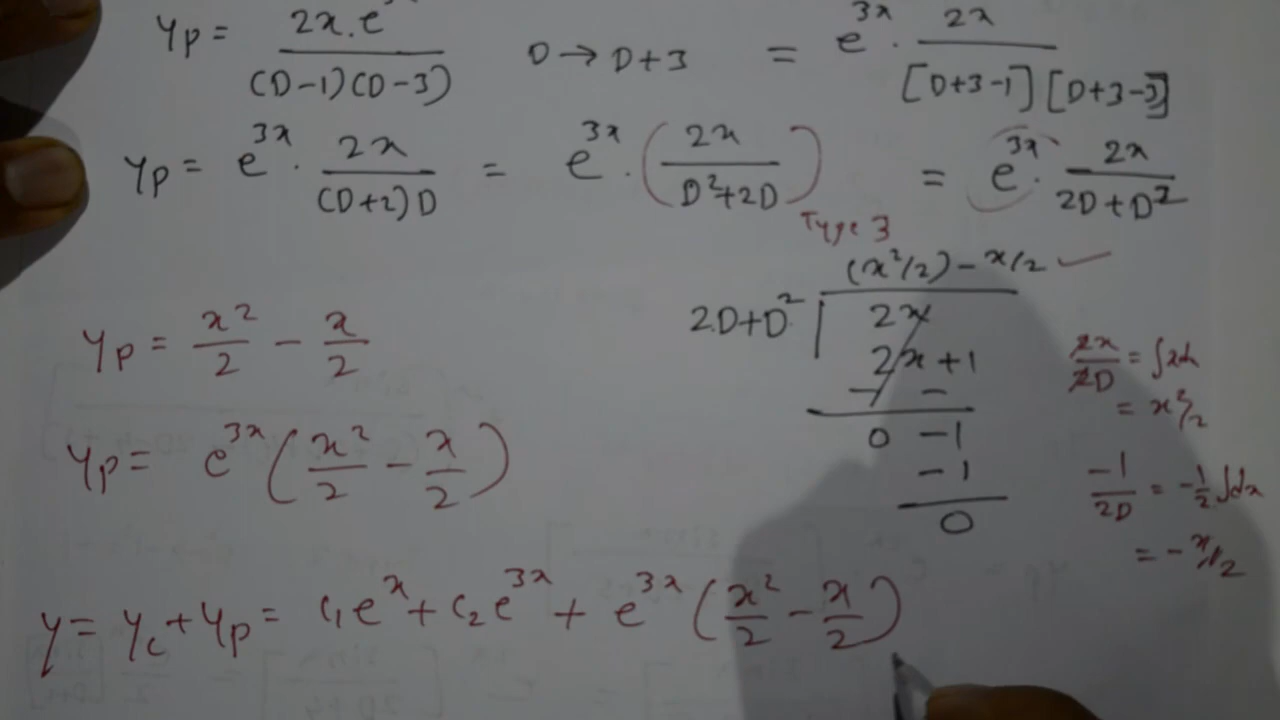 Yp = 2x.e / (D-1)(D-3) D → D+3 = e^3x . 2x / [D+3-1] [D+3-3]
Yp = e^3x . 2x / (D+2)D = e^3x . (2x / D²+2D) = e^3x . 2x / 2D+D²
Type 3
(x²/2) - x/2 ✓
2D+D² | 2x
2x + 1
- -
0 -1
-1
0
2x / 2D = ∫xdx
= x²/2
-1 / 2D = -1/2 ∫dx
= -x/2
Yp = x²/2 - x/2
Yp = e^3x (x²/2 - x/2)
y = yc + yp = c₁e^x + c₂e^3x + e^3x (x²/2 - x/2)